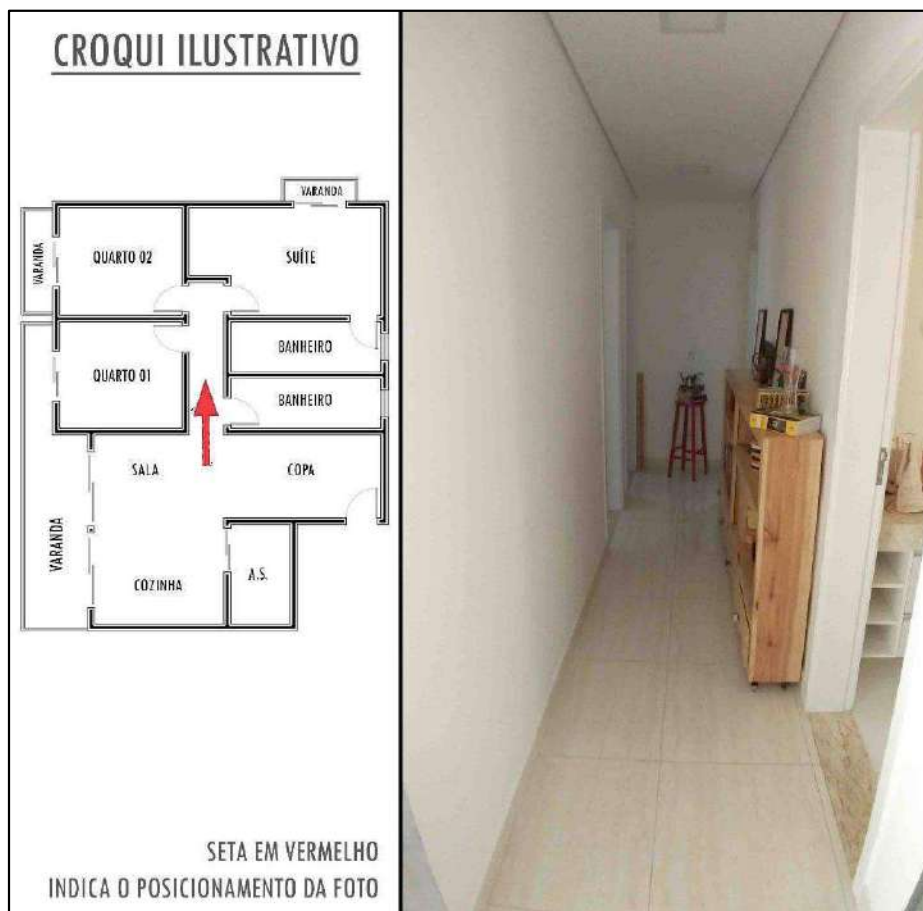 CROQUI ILUSTRATIVO
VARANDA
VARANDA
QUARTO 02
SUÍTE
BANHEIRO
QUARTO 01
BANHEIRO
SALA
COPA
VARANDA
COZINHA
A.S.
SETA EM VERMELHO
INDICA O POSICIONAMENTO DA FOTO